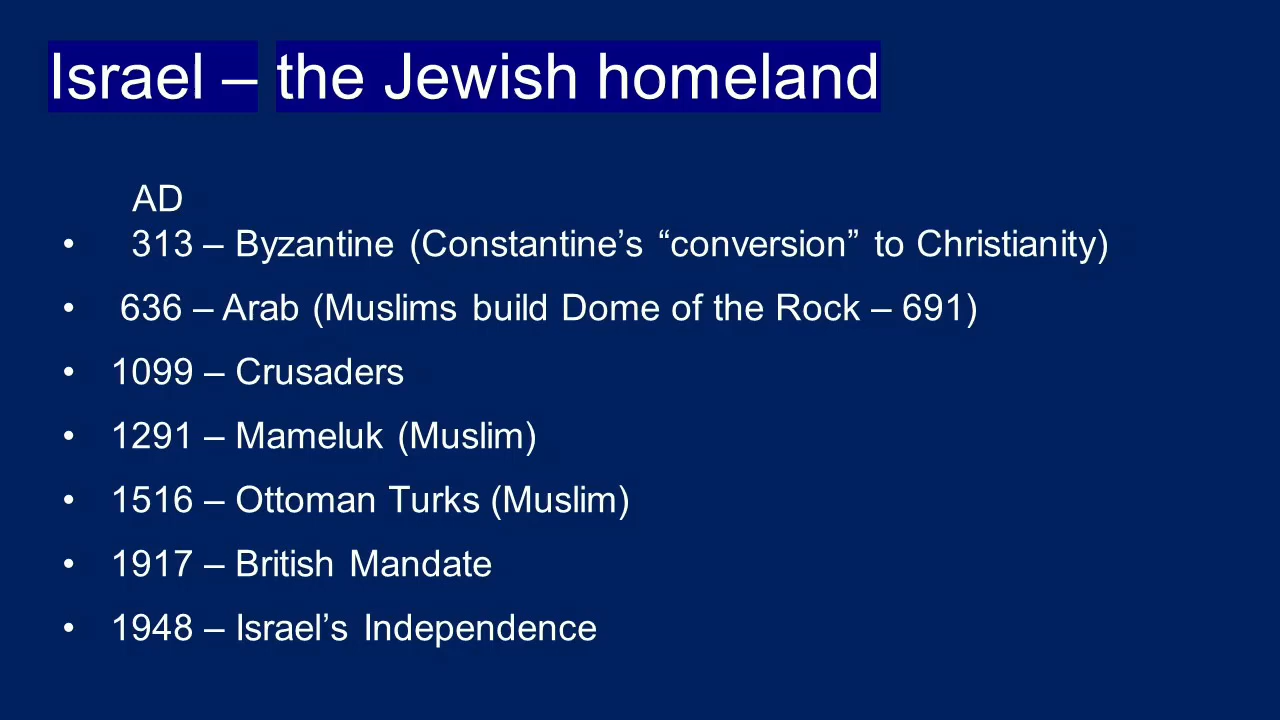 Israel – the Jewish homeland
AD
• 313 – Byzantine (Constantine’s “conversion” to Christianity)
• 636 – Arab (Muslims build Dome of the Rock – 691)
• 1099 – Crusaders
• 1291 – Mameluk (Muslim)
• 1516 – Ottoman Turks (Muslim)
• 1917 – British Mandate
• 1948 – Israel’s Independence